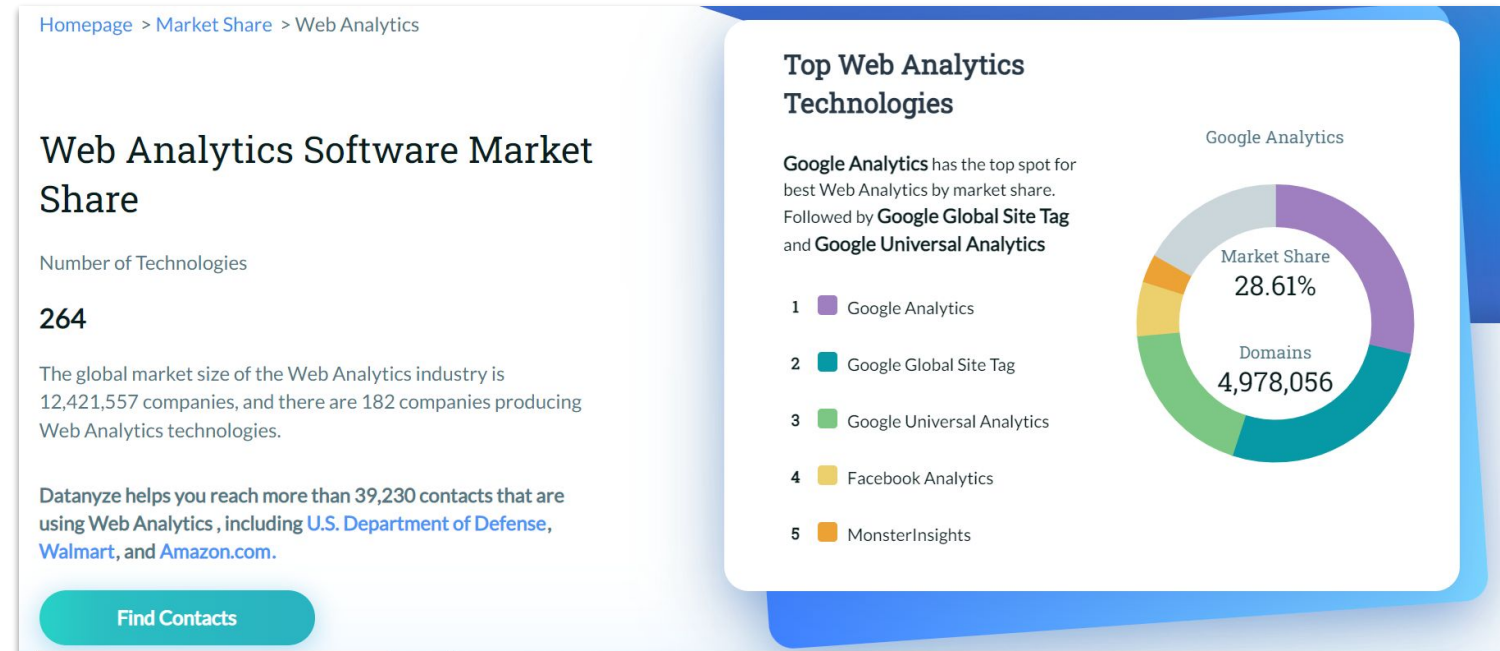 Homepage > Market Share > Web Analytics
Web Analytics Software Market
Share
Number of Technologies
264
The global market size of the Web Analytics industry is
12,421,557 companies, and there are 182 companies producing
Web Analytics technologies.
Datanyze helps you reach more than 39,230 contacts that are
using Web Analytics , including U.S. Department of Defense,
Walmart, and Amazon.com.
Find Contacts
Top Web Analytics
Technologies
Google Analytics has the top spot for
best Web Analytics by market share.
Followed by Google Global Site Tag
and Google Universal Analytics
1 Google Analytics
2 Google Global Site Tag
3 Google Universal Analytics
4 Facebook Analytics
5 MonsterInsights
Google Analytics
Market Share
28.61%
Domains
4,978,056